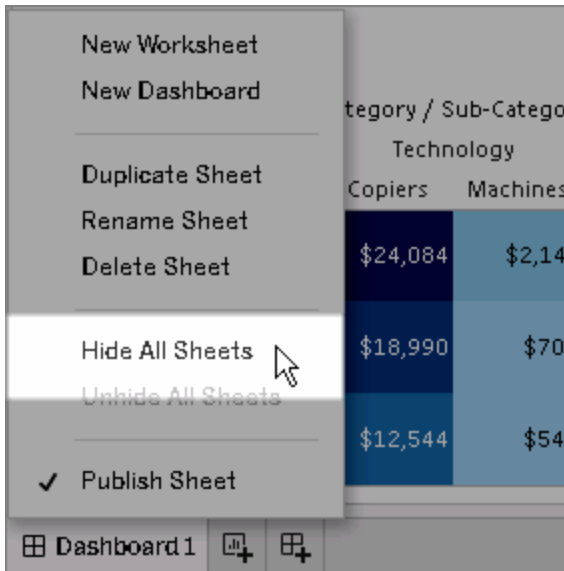 New Worksheet
New Dashboard
Duplicate Sheet
Rename Sheet
Delete Sheet
Hide All Sheets
Unhide All Sheets
✓ Publish Sheet
tegory / Sub-Catego
Technology
Copiers Machines
$24,084 $2,14
$18,990 $70
$12,544 $54
Dashboard 1